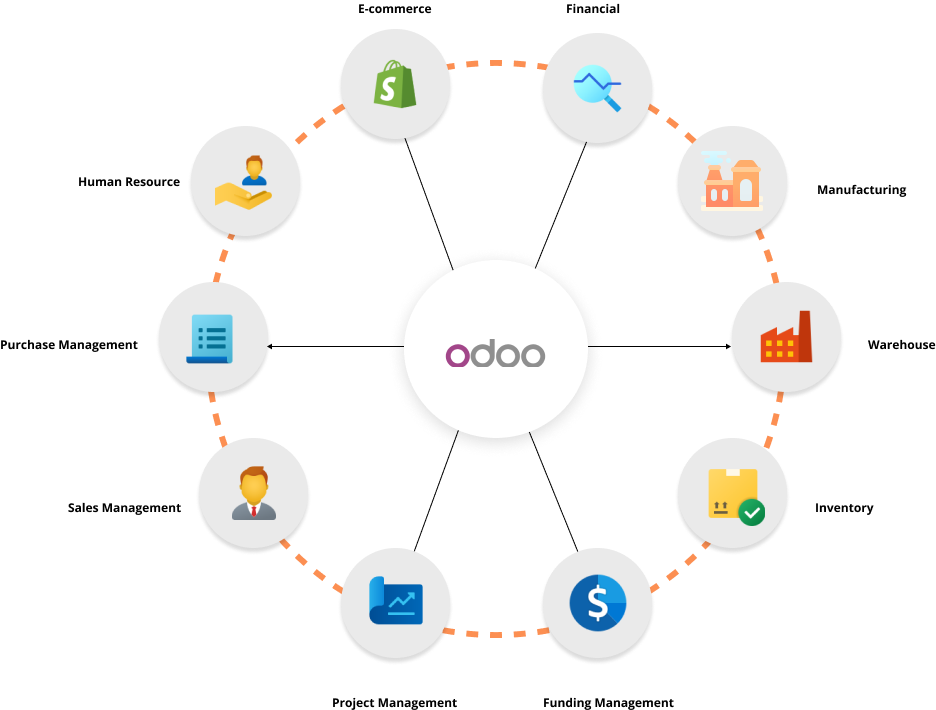 E-commerce
Financial
Human Resource
Manufacturing
odoo
Purchase Management
Warehouse
Sales Management
Inventory
Project Management
Funding Management